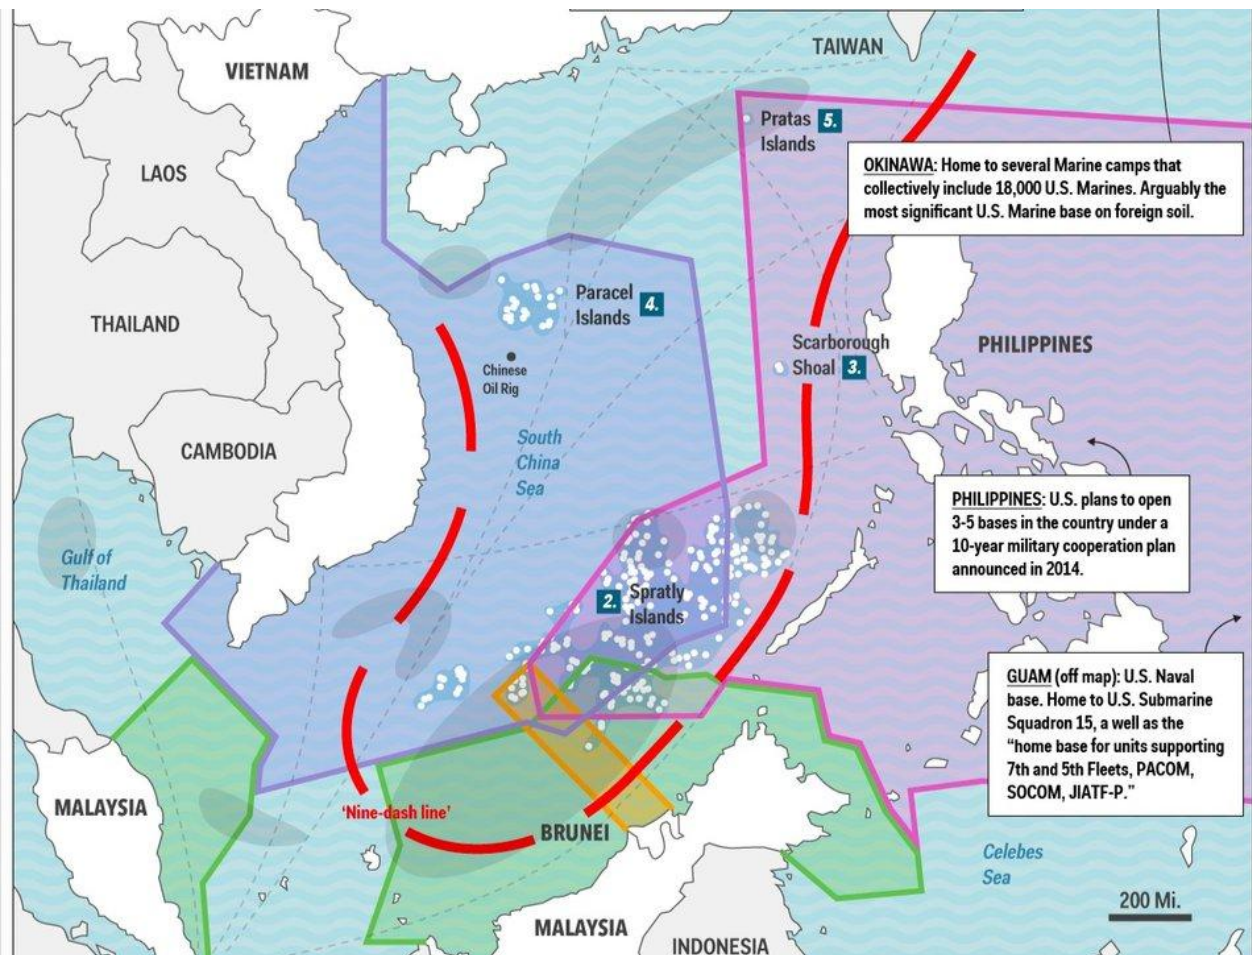 TAIWAN
VIETNAM
Pratas
Islands
5.
OKINAWA: Home to several Marine camps that
collectively include 18,000 U.S. Marines. Arguably the
most significant U.S. Marine base on foreign soil.
LAOS
Paracel
Islands
4.
THAILAND
Scarborough
Shoal
3.
PHILIPPINES
Chinese
Oil Rig
CAMBODIA
South
China
Sea
PHILIPPINES: U.S. plans to open
3-5 bases in the country under a
10-year military cooperation plan
announced in 2014.
Gulf of
Thailand
2.
Spratly
Islands
GUAM (off map): U.S. Naval
base. Home to U.S. Submarine
Squadron 15, a well as the
“home base for units supporting
7th and 5th Fleets, PACOM,
SOCOM, JIATF-P.”
MALAYSIA
‘Nine-dash line’
BRUNEI
Celebes
Sea
200 Mi.
MALAYSIA
INDONESIA